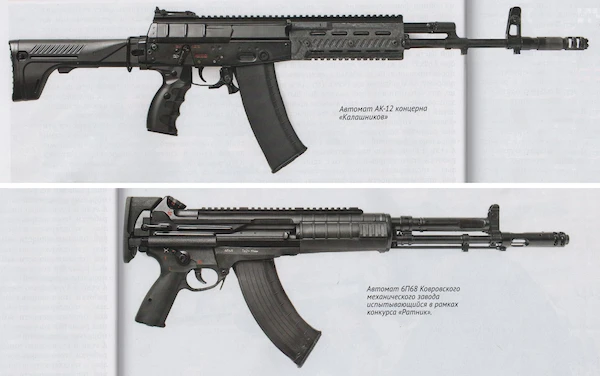 Автомат АК-12 концерна
«Калашников»
Автомат 6П68 Ковровского
механического завода
испытывающийся в рамках
конкурса «Ратник».